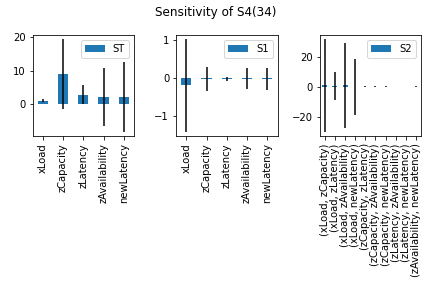 Sensitivity of S4(34)
ST
20
10
0
xLoad
zCapacity
zLatency
zAvailability
newLatency
S1
1
0
−1
xLoad
zCapacity
zLatency
zAvailability
newLatency
S2
20
0
−20
(xLoad, zCapacity)
(xLoad, zLatency)
(xLoad, zAvailability)
(xLoad, newLatency)
(zCapacity, zLatency)
(zCapacity, zAvailability)
(zCapacity, newLatency)
(zLatency, zAvailability)
(zLatency, newLatency)
(zAvailability, newLatency)